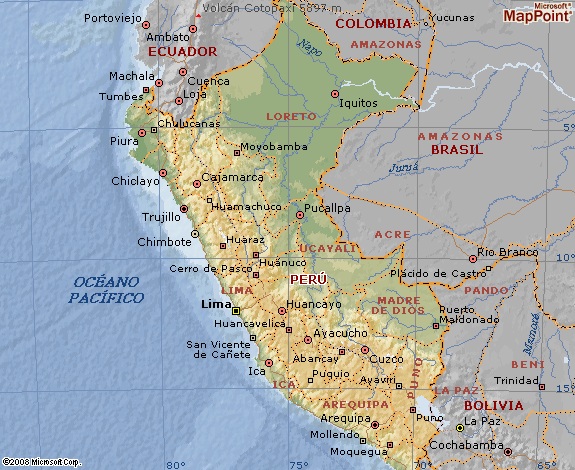 Volcán Cotopaxi 5897 m
Microsoft®
MapPoint®
Portoviejo
Ambato
ECUADOR
COLOMBIA
Yucunas
AMAZONAS
Napo
Machala
Cuenca
Tumbes
Loja
Iquitos
LORETO
Chulucanas
Piura
5°
AMAZONAS
BRASIL
Moyobamba
Juruá
Chiclayo
Cajamarca
Huamachuco
Trujillo
Pucallpa
Chimbote
Huaraz
UCAYALI
ACRE
Río Branco
Huánuco
10°
Cerro de Pasco
Plácido de Castro
OCÉANO
PACÍFICO
LIMA
PERÚ
PANDO
Lima
Huancayo
MADRE
DE DIOS
Puerto
Maldonado
Huancavelica
Ayacucho
San Vicente
de Cañete
Abancay
Cuzco
Mamoré
BENI
Ica
Puquio
Ayaviri
PUNO
Trinidad
15°
ICA
LA PAZ
AREQUIPA
BOLIVIA
Arequipa
Puno
La Paz
Mollendo
Moquegua
Cochabamba
©2008 Microsoft Corp.
80°
75°
70°